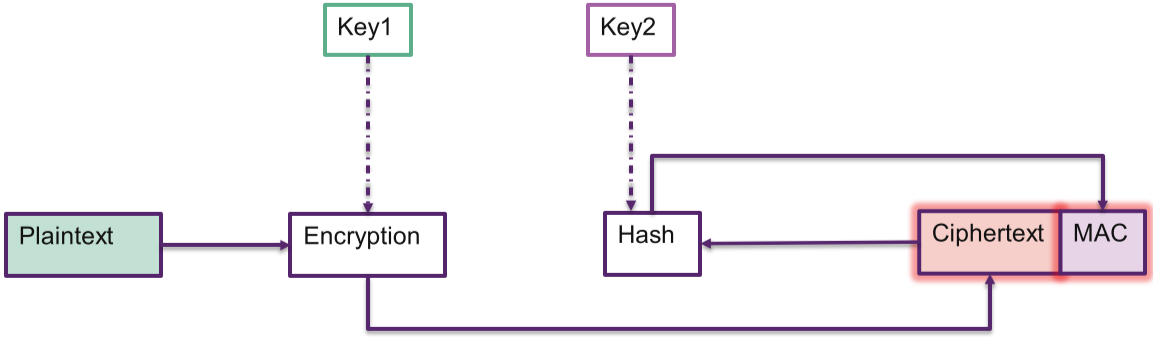 Key1
Key2
Plaintext
Encryption
Hash
Ciphertext
MAC